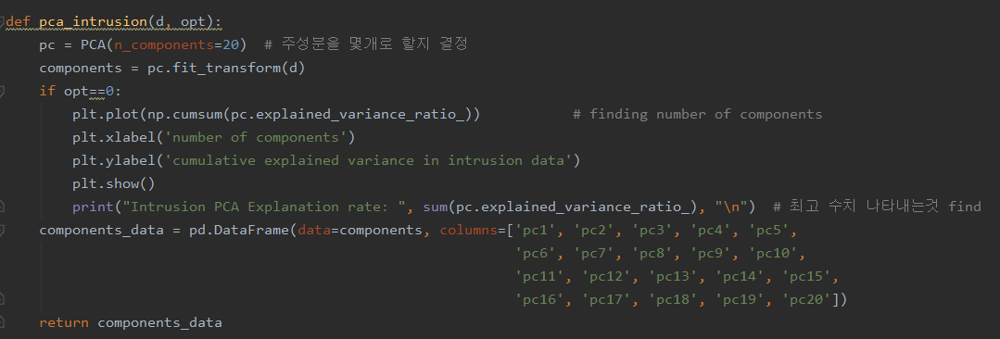 def pca_intrusion(d, opt):
    pc = PCA(n_components=20)  # 주성분을 몇개로 할지 결정
    components = pc.fit_transform(d)
    if opt==0:
        plt.plot(np.cumsum(pc.explained_variance_ratio_))           # finding number of components
        plt.xlabel('number of components')
        plt.ylabel('cumulative explained variance in intrusion data')
        plt.show()
        print("Intrusion PCA Explanation rate: ", sum(pc.explained_variance_ratio_), "\n")  # 최고 수치 나타내는것 find
    components_data = pd.DataFrame(data=components, columns=['pc1', 'pc2', 'pc3', 'pc4', 'pc5',
                                                             'pc6', 'pc7', 'pc8', 'pc9', 'pc10',
                                                             'pc11', 'pc12', 'pc13', 'pc14', 'pc15',
                                                             'pc16', 'pc17', 'pc18', 'pc19', 'pc20'])
    return components_data